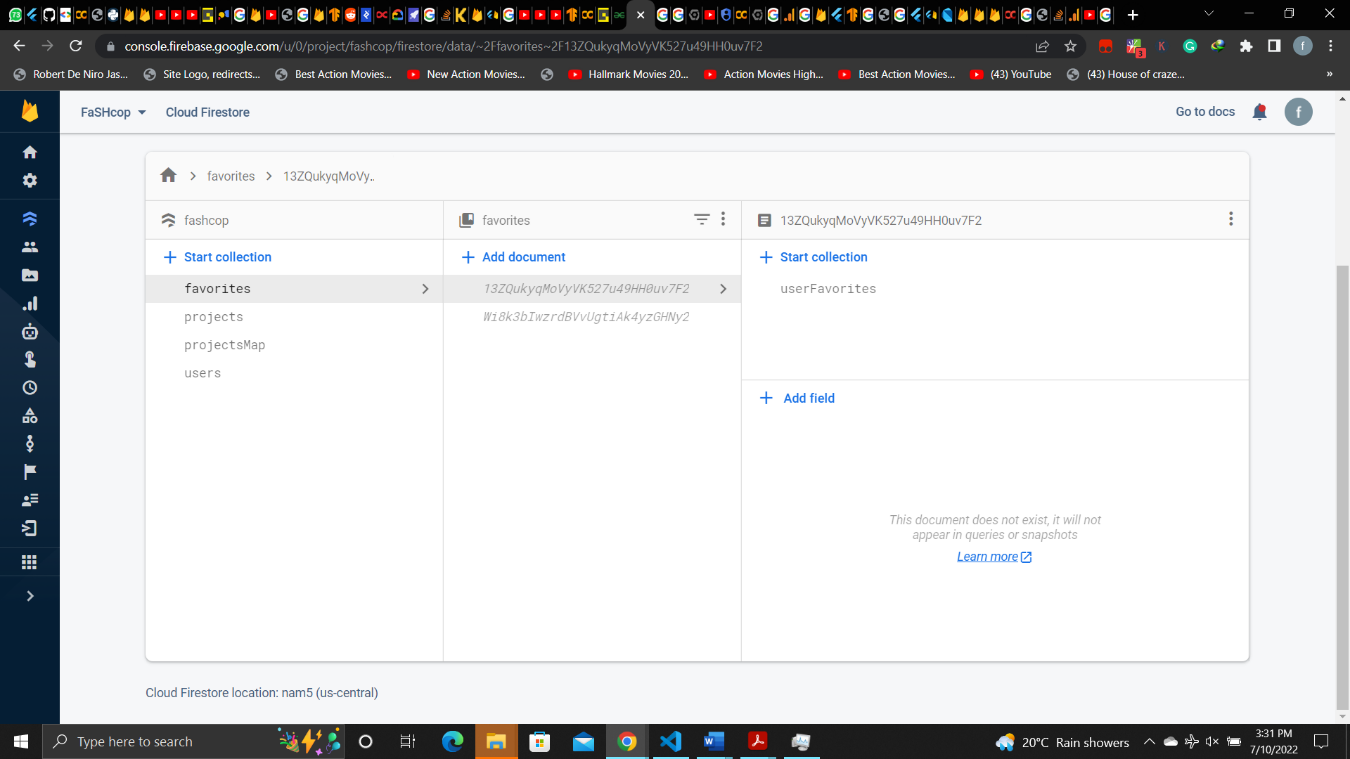 console.firebase.google.com/u/0/project/fashcop/firestore/data/~2Ffavorites~2F13ZQukyqMoVyVK527u49HH0uv7F2
Robert De Niro Jas...
Site Logo, redirects...
Best Action Movies...
New Action Movies...
Hallmark Movies 20...
Action Movies High...
Best Action Movies...
(43) YouTube
(43) House of craze...
»
FaSHcop
Cloud Firestore
Go to docs
f
favorites
13ZQukyqMoVy..
fashcop
favorites
13ZQukyqMoVyVK527u49HH0uv7F2
Start collection
Add document
Start collection
favorites
13ZQukyqMoVyVK527u49HH0uv7F2
userFavorites
projects
Wi8k3bIwzrdBVvUgtiAk4yzGHNy2
projectsMap
users
Add field
This document does not exist, it will not
appear in queries or snapshots
Learn more
Cloud Firestore location: nam5 (us-central)
Type here to search
20°C Rain showers
3:31 PM
7/10/2022